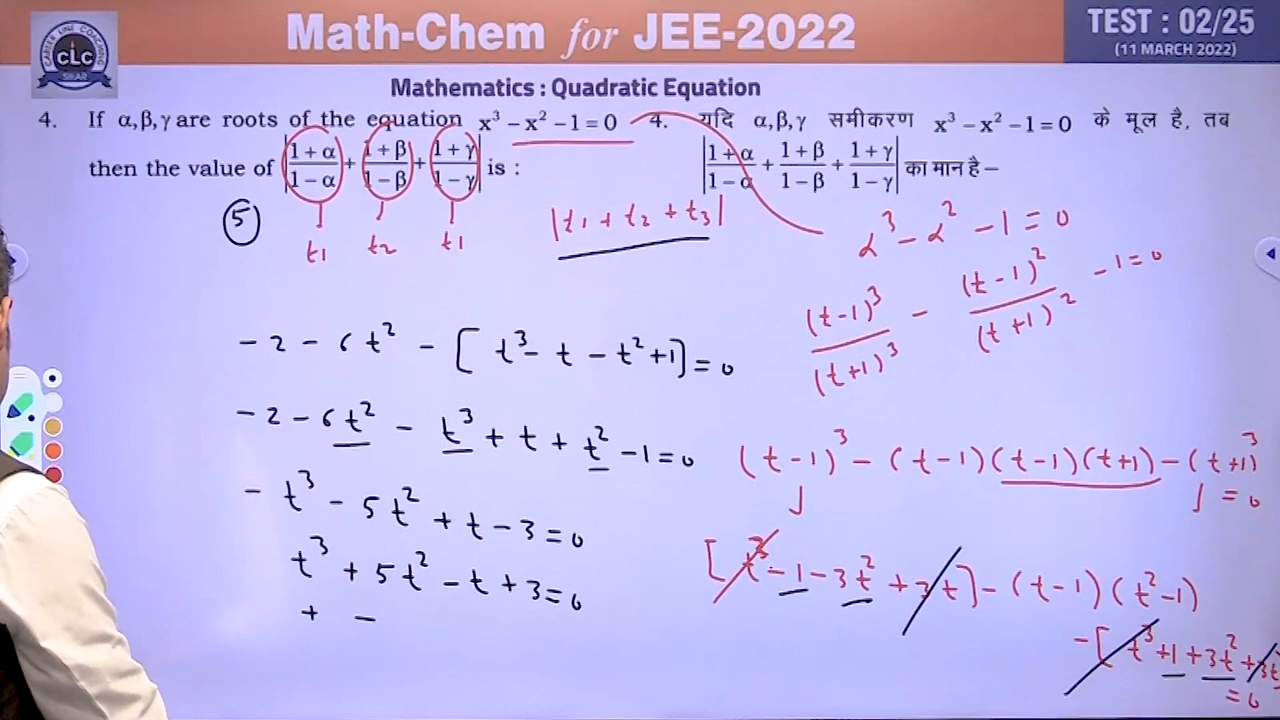 Math-Chem for JEE-2022
TEST : 02/25
(11 MARCH 2022)
CAREER LINE COACHING
CLC
SIKAR
Mathematics : Quadratic Equation
4. If α,β,γ are roots of the equation x³ – x² – 1 = 0
then the value of |(1 + α)/(1 – α) + (1 + β)/(1 – β) + (1 + γ)/(1 – γ)| is :
4. यदि α,β,γ समीकरण x³ – x² – 1 = 0 के मूल है, तब
|(1 + α)/(1 – α) + (1 + β)/(1 – β) + (1 + γ)/(1 – γ)| का मान है –
5
t₁ t₂ t₁
|t₁ + t₂ + t₃|
- 2 - 6t² - [t³ - t - t² + 1] = 0
- 2 - 6t² - t³ + t + t² - 1 = 0
- t³ - 5t² + t - 3 = 0
t³ + 5t² - t + 3 = 0
+ -
α³ - α² - 1 = 0
(t - 1)³/(t + 1)³ - (t - 1)²/(t + 1)² - 1 = 0
(t - 1)³ - (t - 1)(t - 1)(t + 1) - (t + 1)³
= 0
[t³ - 1 - 3t² + 3t] - (t - 1)(t² - 1)
- [t³ + 1 + 3t² + 3t
= 0